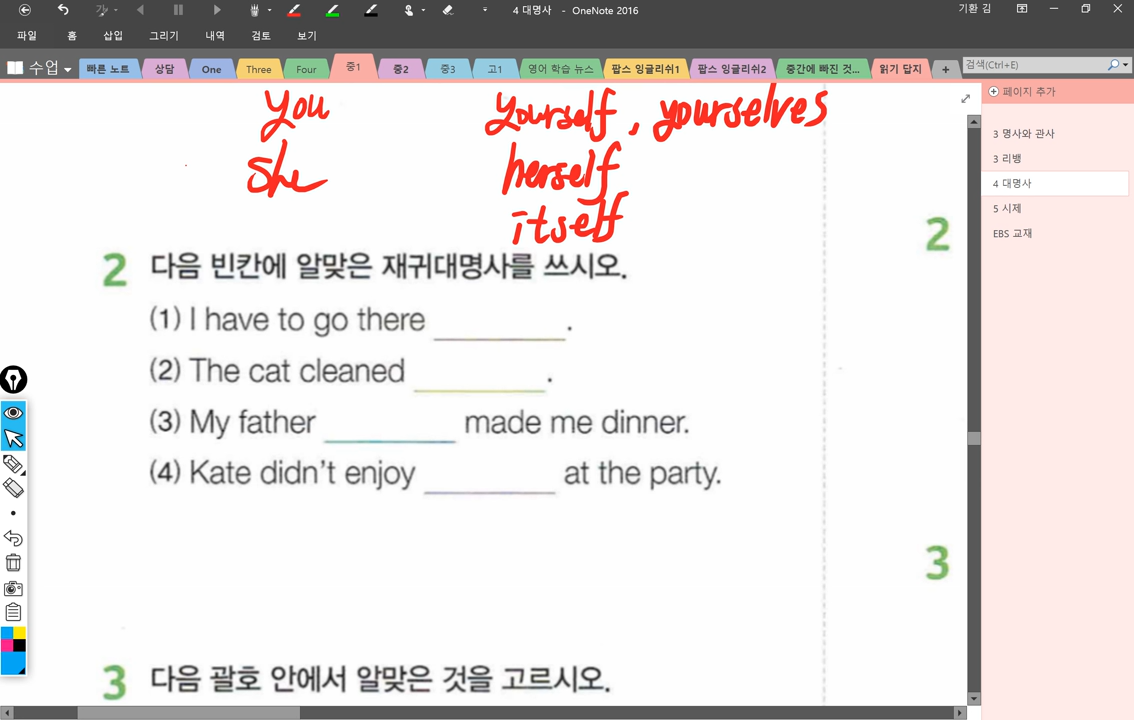 4 대명사 - OneNote 2016
기환 김
파일 홈 삽입 그리기 내역 검토 보기
수업 빠른 노트 상담 One Three Four 중1 중2 중3 고1 영어 학습 뉴스 팝스 잉글리쉬1 팝스 잉글리쉬2 중간에 빠진 것... 읽기 답지 + 검색(Ctrl+E)
페이지 추가
3 명사와 관사
3 리뱅
4 대명사
5 시제
EBS 교재
you yourself, yourselves
she herself
itself
2 다음 빈칸에 알맞은 재귀대명사를 쓰시오.
(1) I have to go there ________.
(2) The cat cleaned ________.
(3) My father ________ made me dinner.
(4) Kate didn't enjoy ________ at the party.
3 다음 괄호 안에서 알맞은 것을 고르시오.
2
3